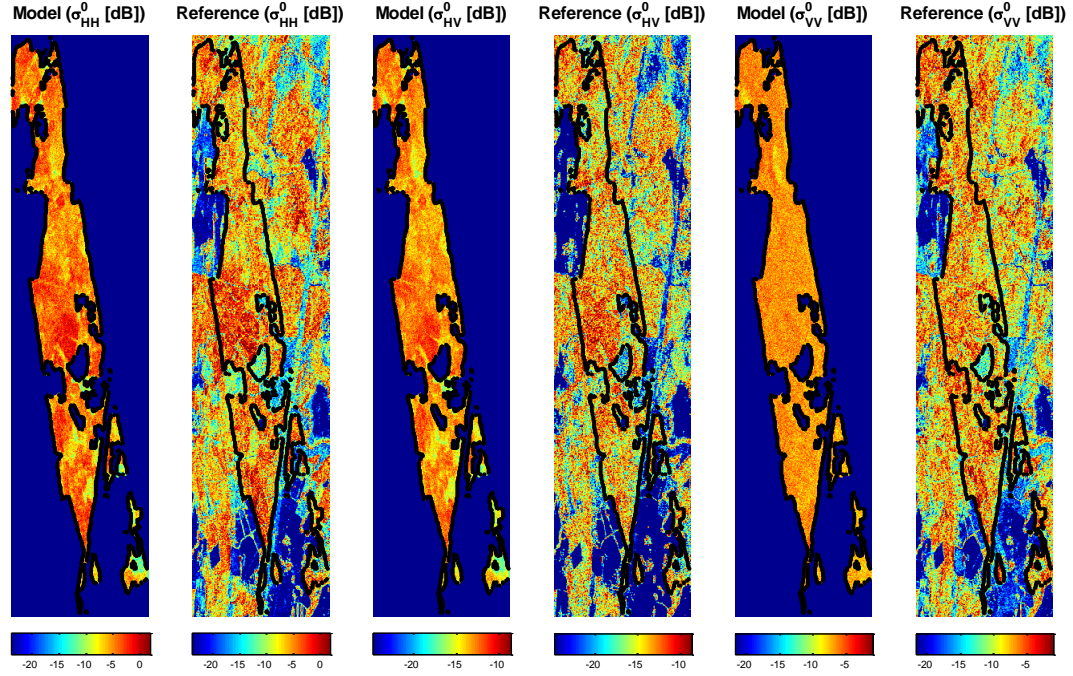 Model (σ⁰HH [dB])
Reference (σ⁰HH [dB])
Model (σ⁰HV [dB])
Reference (σ⁰HV [dB])
Model (σ⁰VV [dB])
Reference (σ⁰VV [dB])
-20 -15 -10 -5 0
-20 -15 -10 -5 0
-20 -15 -10
-20 -15 -10
-20 -15 -10 -5
-20 -15 -10 -5